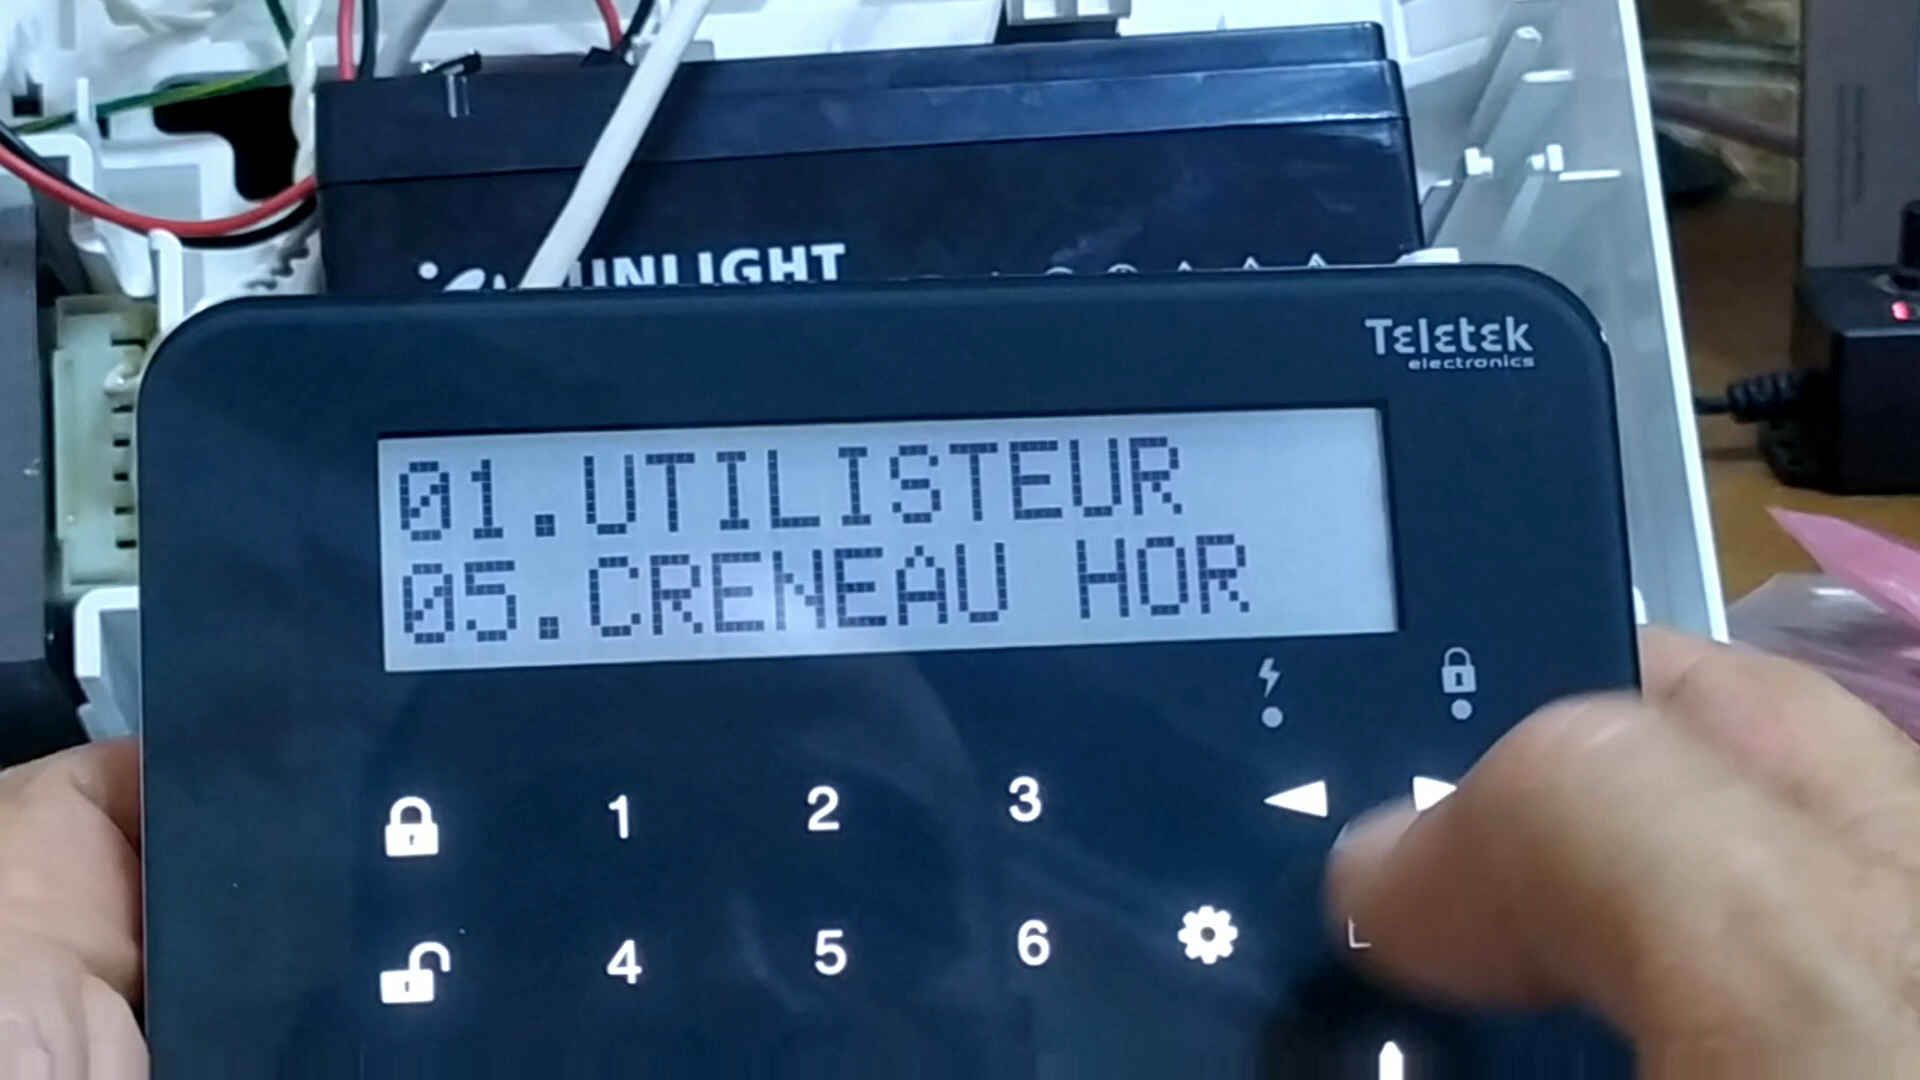 UNLIGHT
Teletek
electronics
01.UTILISTEUR
05.CRENEAU HOR
1 2 3
4 5 6